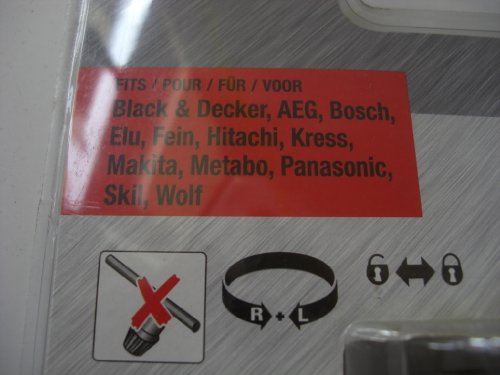 FITS / POUR / FÜR / VOOR
Black & Decker, AEG, Bosch,
Elu, Fein, Hitachi, Kress,
Makita, Metabo, Panasonic,
Skil, Wolf
R + L